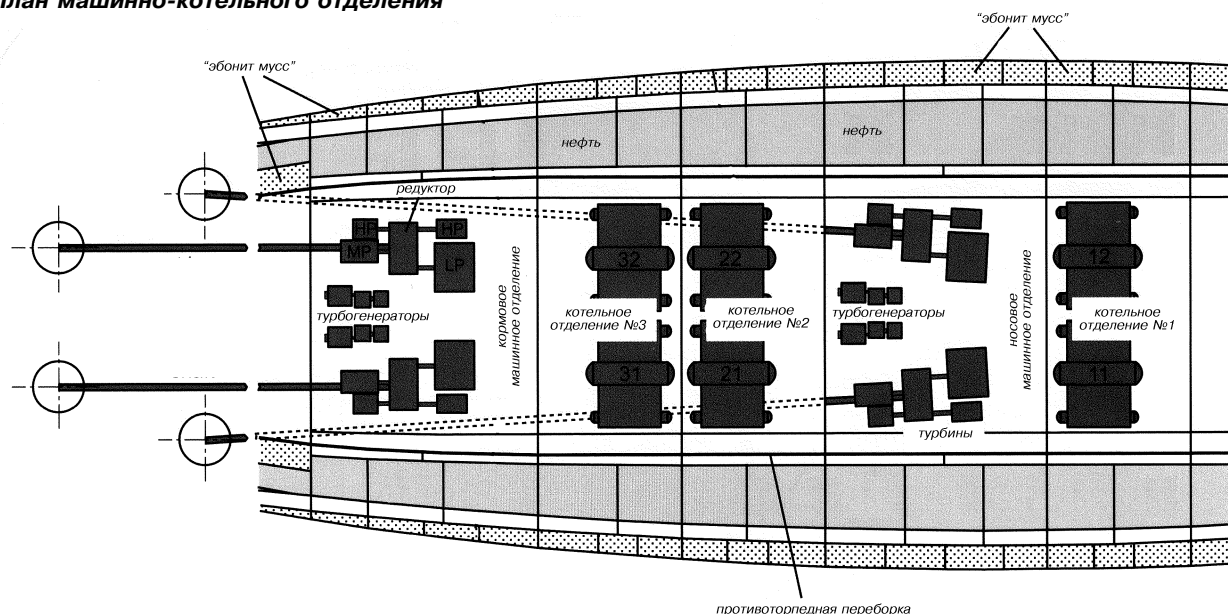 план машинно-котельного отделения
"эбонит мусс"
"эбонит мусс"
нефть
нефть
редуктор
HP
HP
MP
LP
32
22
12
турбогенераторы
кормовое
машинное отделение
котельное
отделение №3
котельное
отделение №2
турбогенераторы
носовое
машинное отделение
котельное
отделение №1
31
21
11
турбины
противоторпедная переборка